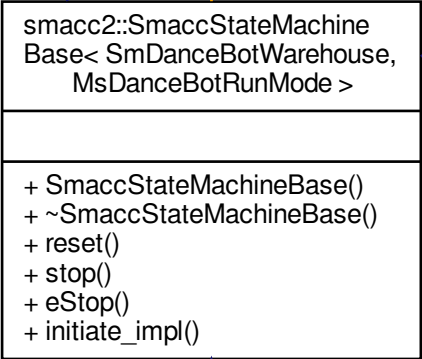 smacc2::SmaccStateMachine
Base< SmDanceBotWarehouse,
MsDanceBotRunMode >
+ SmaccStateMachineBase()
+ ~SmaccStateMachineBase()
+ reset()
+ stop()
+ eStop()
+ initiate_impl()